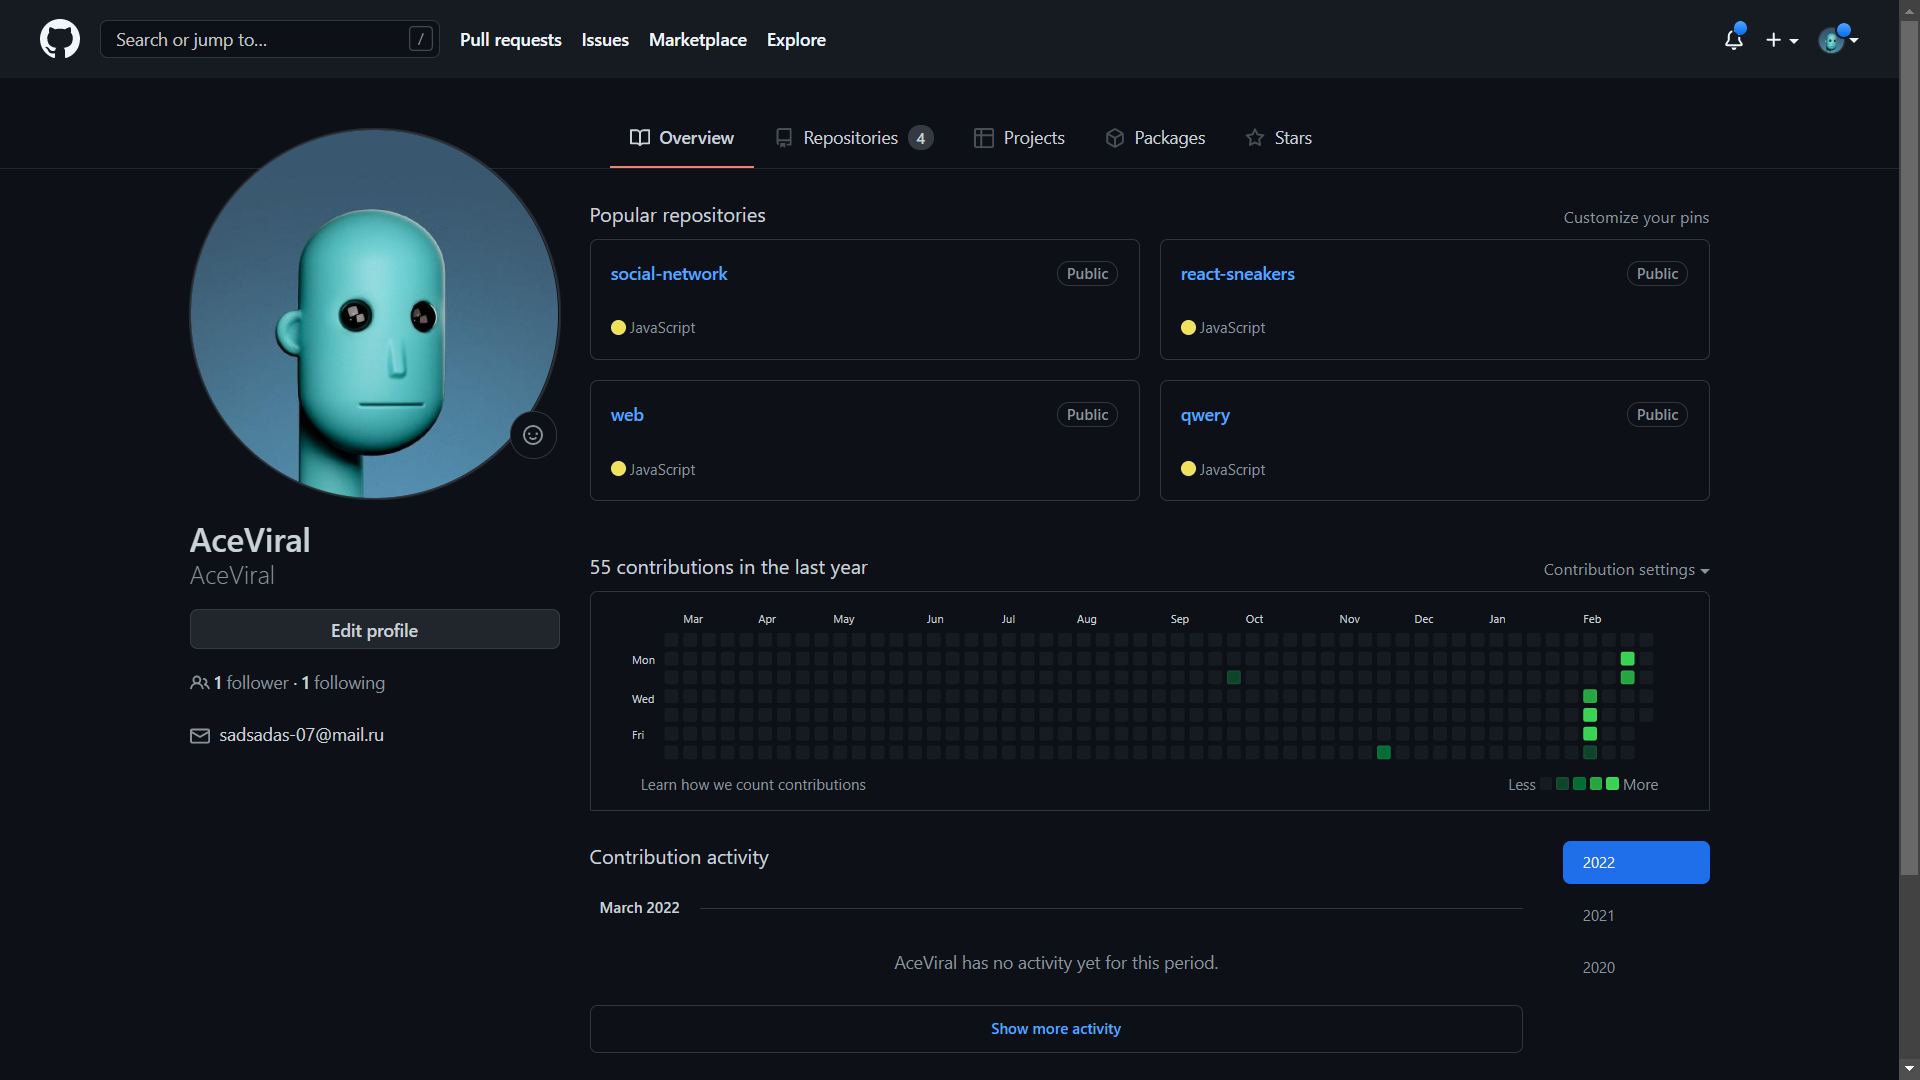 Search or jump to... /
Pull requests Issues Marketplace Explore
Overview Repositories 4 Projects Packages Stars
AceViral
AceViral
Edit profile
1 follower · 1 following
sadsadas-07@mail.ru
Popular repositories
Customize your pins
social-network Public
JavaScript
react-sneakers Public
JavaScript
web Public
JavaScript
qwery Public
JavaScript
55 contributions in the last year
Contribution settings
Mar Apr May Jun Jul Aug Sep Oct Nov Dec Jan Feb
Mon
Wed
Fri
Learn how we count contributions
Less More
Contribution activity
March 2022
AceViral has no activity yet for this period.
Show more activity
2022
2021
2020